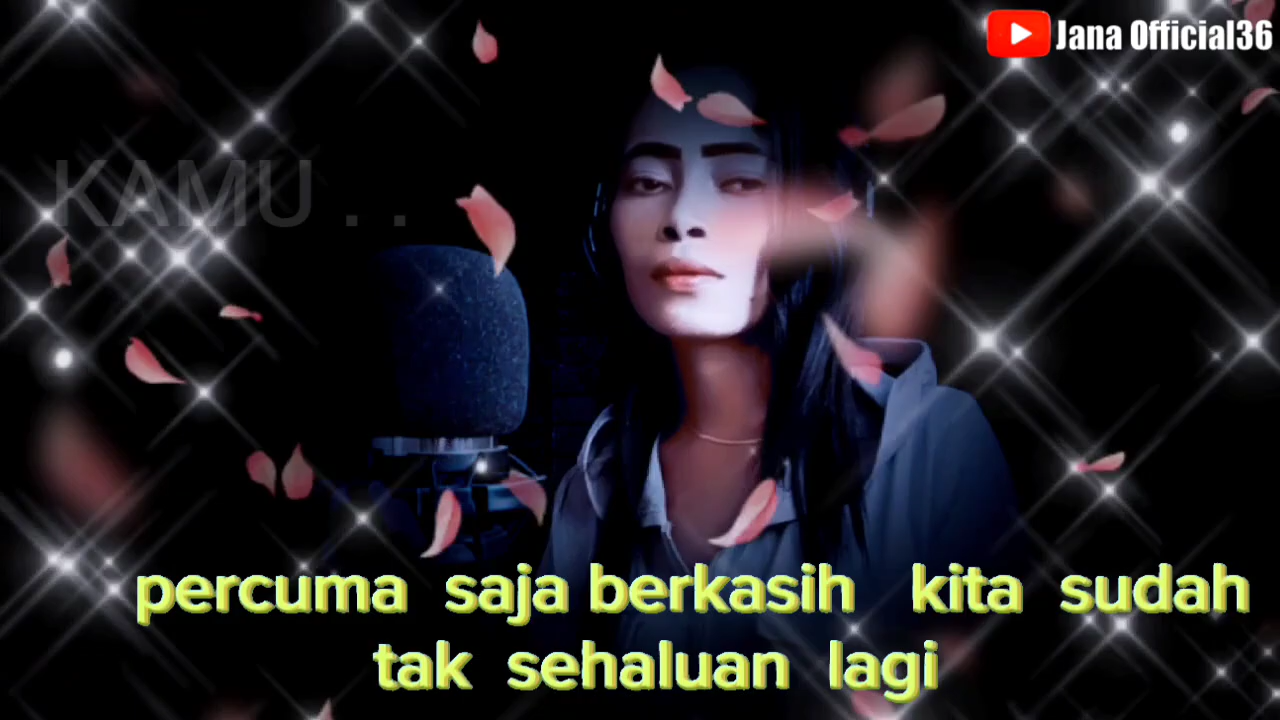 Jana Official36
KAMU . .
percuma saja berkasih kita sudah
tak sehaluan lagi